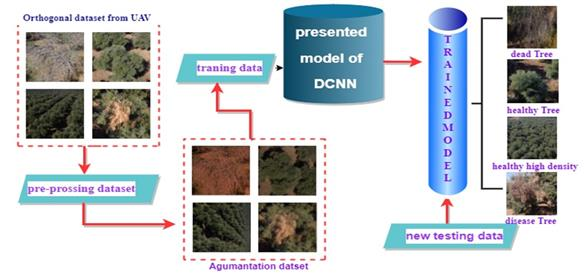 Orthogonal dataset from UAV
pre-prossing dataset
Agumantation datset
traning data
presented
model of
DCNN
TRAINEDMODEL
new testing data
dead Tree
healthy Tree
healthy high density
disease Tree